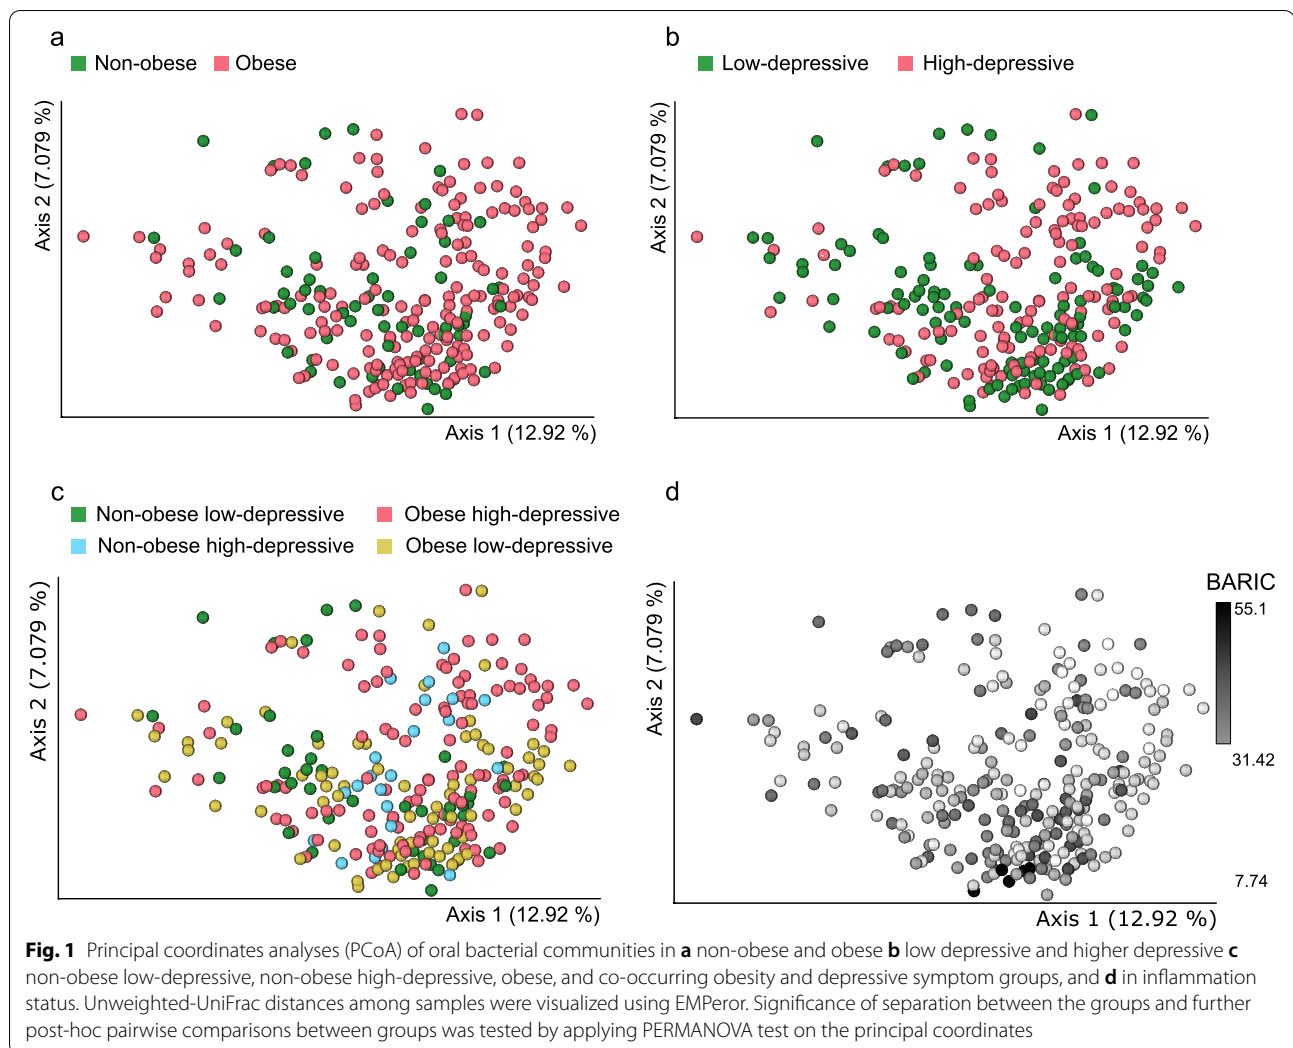 a
Non-obese Obese
Axis 2 (7.079 %)
Axis 1 (12.92 %)
b
Low-depressive High-depressive
Axis 2 (7.079 %)
Axis 1 (12.92 %)
c
Non-obese low-depressive Obese high-depressive
Non-obese high-depressive Obese low-depressive
Axis 2 (7.079 %)
Axis 1 (12.92 %)
d
BARIC
55.1
31.42
7.74
Axis 2 (7.079 %)
Axis 1 (12.92 %)
Fig. 1 Principal coordinates analyses (PCoA) of oral bacterial communities in a non-obese and obese b low depressive and higher depressive c
non-obese low-depressive, non-obese high-depressive, obese, and co-occurring obesity and depressive symptom groups, and d in inflammation
status. Unweighted-UniFrac distances among samples were visualized using EMPeror. Significance of separation between the groups and further
post-hoc pairwise comparisons between groups was tested by applying PERMANOVA test on the principal coordinates